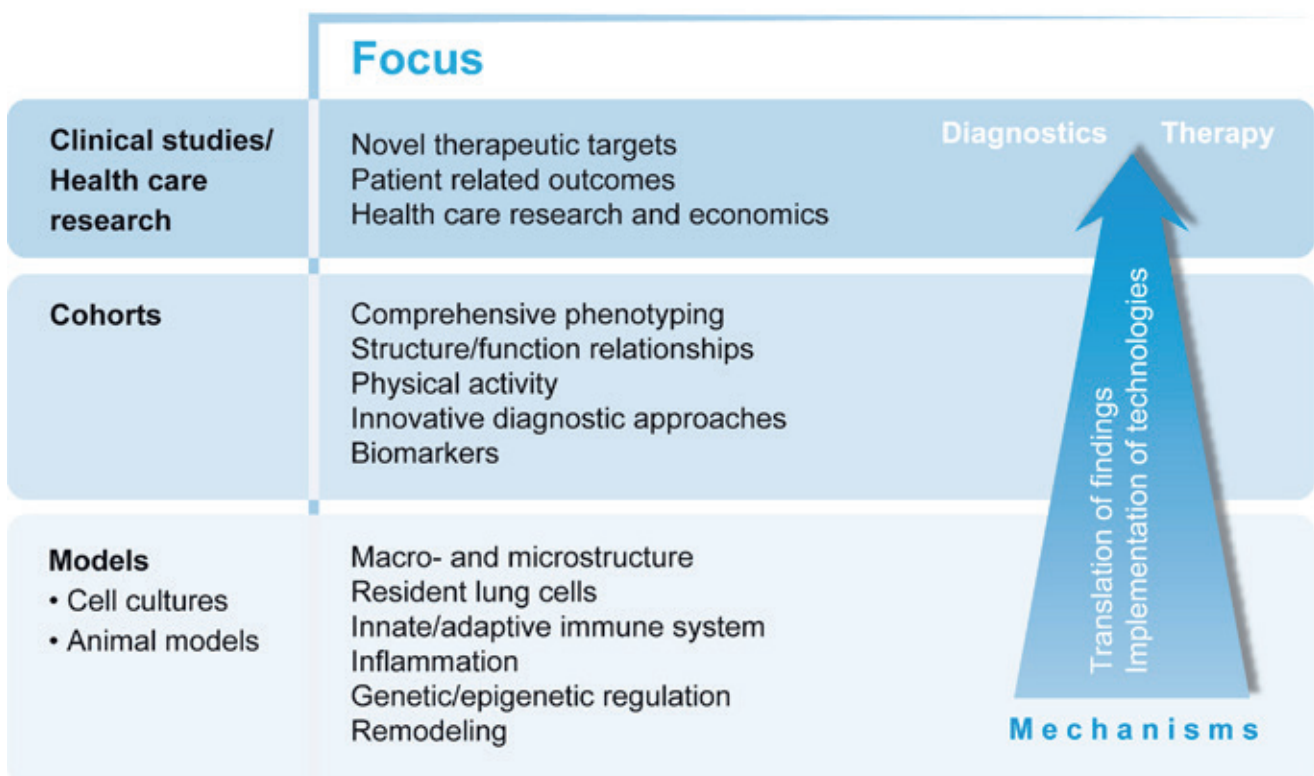 Focus
Clinical studies/
Health care
research
Novel therapeutic targets
Patient related outcomes
Health care research and economics
Diagnostics Therapy
Cohorts
Comprehensive phenotyping
Structure/function relationships
Physical activity
Innovative diagnostic approaches
Biomarkers
Models
• Cell cultures
• Animal models
Macro- and microstructure
Resident lung cells
Innate/adaptive immune system
Inflammation
Genetic/epigenetic regulation
Remodeling
Translation of findings
Implementation of technologies
Mechanisms